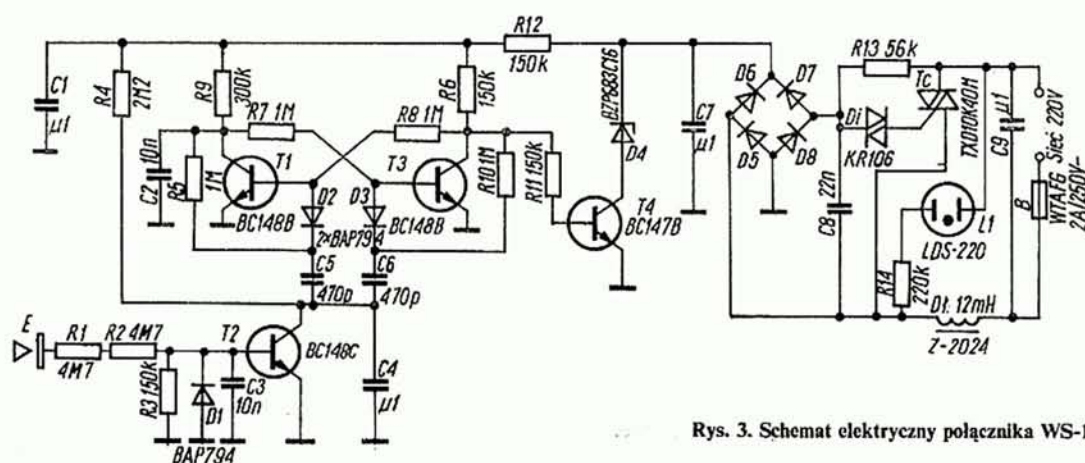 R12
150k
C1
μ1
R4
2M2
R9
300k
R6
150k
R7 1M
R8 1M
C2
10n
R5
1M
T1
BC148B
D2
D3
2×BAP794
T3
BC148B
R10 1M
R11 150k
T4
BC147B
BZP683C16
D4
C7
μ1
D6
D7
D5
D8
R13 56k
Tc
Di
KR106
TXD10K40M
C9
μ1
C8
22n
L1
LDS-220
R14
220k
Dł. 12mH
Z-2024
B
Sieć 220V
WTA.FG
2A/250V~
C5
470p
C6
470p
E
R1
4M7
R2 4M7
R3 150k
D1
BAP794
C3
10n
T2
BC148C
C4
μ1
Rys. 3. Schemat elektryczny połącznika WS-1